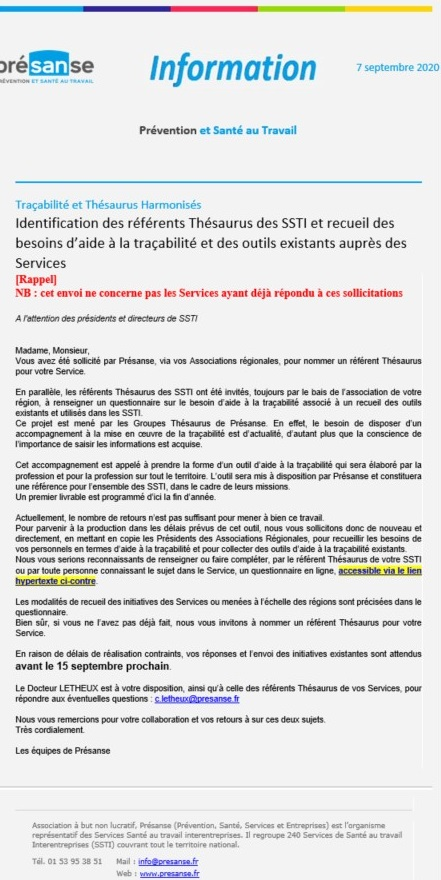 présanse
PRÉVENTION ET SANTÉ AU TRAVAIL
Information
7 septembre 2020
Prévention et Santé au Travail
Traçabilité et Thésaurus Harmonisés
Identification des référents Thésaurus des SSTI et recueil des
besoins d'aide à la traçabilité et des outils existants auprès des
Services
[Rappel]
NB : cet envoi ne concerne pas les Services ayant déjà répondu à ces sollicitations
A l'attention des présidents et directeurs de SSTI
Madame, Monsieur,
Vous avez été sollicité par Présanse, via vos Associations régionales, pour nommer un référent Thésaurus
pour votre Service.
En parallèle, les référents Thésaurus des SSTI ont été invités, toujours par le bais de l'association de votre
région, à renseigner un questionnaire sur le besoin d'aide à la traçabilité associé à un recueil des outils
existants et utilisés dans les SSTI.
Ce projet est mené par les Groupes Thésaurus de Présanse. En effet, le besoin de disposer d'un
accompagnement à la mise en œuvre de la traçabilité est d'actualité, d'autant plus que la conscience de
l'importance de saisir les informations est acquise.
Cet accompagnement est appelé à prendre la forme d'un outil d'aide à la traçabilité qui sera élaboré par la
profession et pour la profession sur tout le territoire. L'outil sera mis à disposition par Présanse et constituera
une référence pour l'ensemble des SSTI, dans le cadre de leurs missions.
Un premier livrable est programmé d'ici la fin d'année.
Actuellement, le nombre de retours n'est pas suffisant pour mener à bien ce travail.
Pour parvenir à la production dans les délais prévus de cet outil, nous vous sollicitons donc de nouveau et
directement, en mettant en copie les Présidents des Associations Régionales, pour recueillir les besoins de
vos personnels en termes d'aide à la traçabilité et pour collecter des outils d'aide à la traçabilité existants.
Nous vous serions reconnaissants de renseigner ou faire compléter, par le référent Thésaurus de votre SSTI
ou par toute personne connaissant le sujet dans le Service, un questionnaire en ligne, accessible via le lien
hypertexte ci-contre.
Les modalités de recueil des initiatives des Services ou menées à l'échelle des régions sont précisées dans le
questionnaire.
Bien sûr, si vous ne l'avez pas déjà fait, nous vous invitons à nommer un référent Thésaurus pour votre
Service.
En raison de délais de réalisation contraints, vos réponses et l'envoi des initiatives existantes sont attendus
avant le 15 septembre prochain.
Le Docteur LETHEUX est à votre disposition, ainsi qu'à celle des référents Thésaurus de vos Services, pour
répondre aux éventuelles questions : c.letheux@presanse.fr
Nous vous remercions pour votre collaboration et vos retours à sur ces deux sujets.
Très cordialement.
Les équipes de Présanse
Association à but non lucratif, Présanse (Prévention, Santé, Services et Entreprises) est l'organisme
représentatif des Services Santé au travail interentreprises. Il regroupe 240 Services de Santé au travail
Interentreprises (SSTI) couvrant tout le territoire national.
Tél. 01 53 95 38 51 Mail : info@presanse.fr
Web : www.presanse.fr